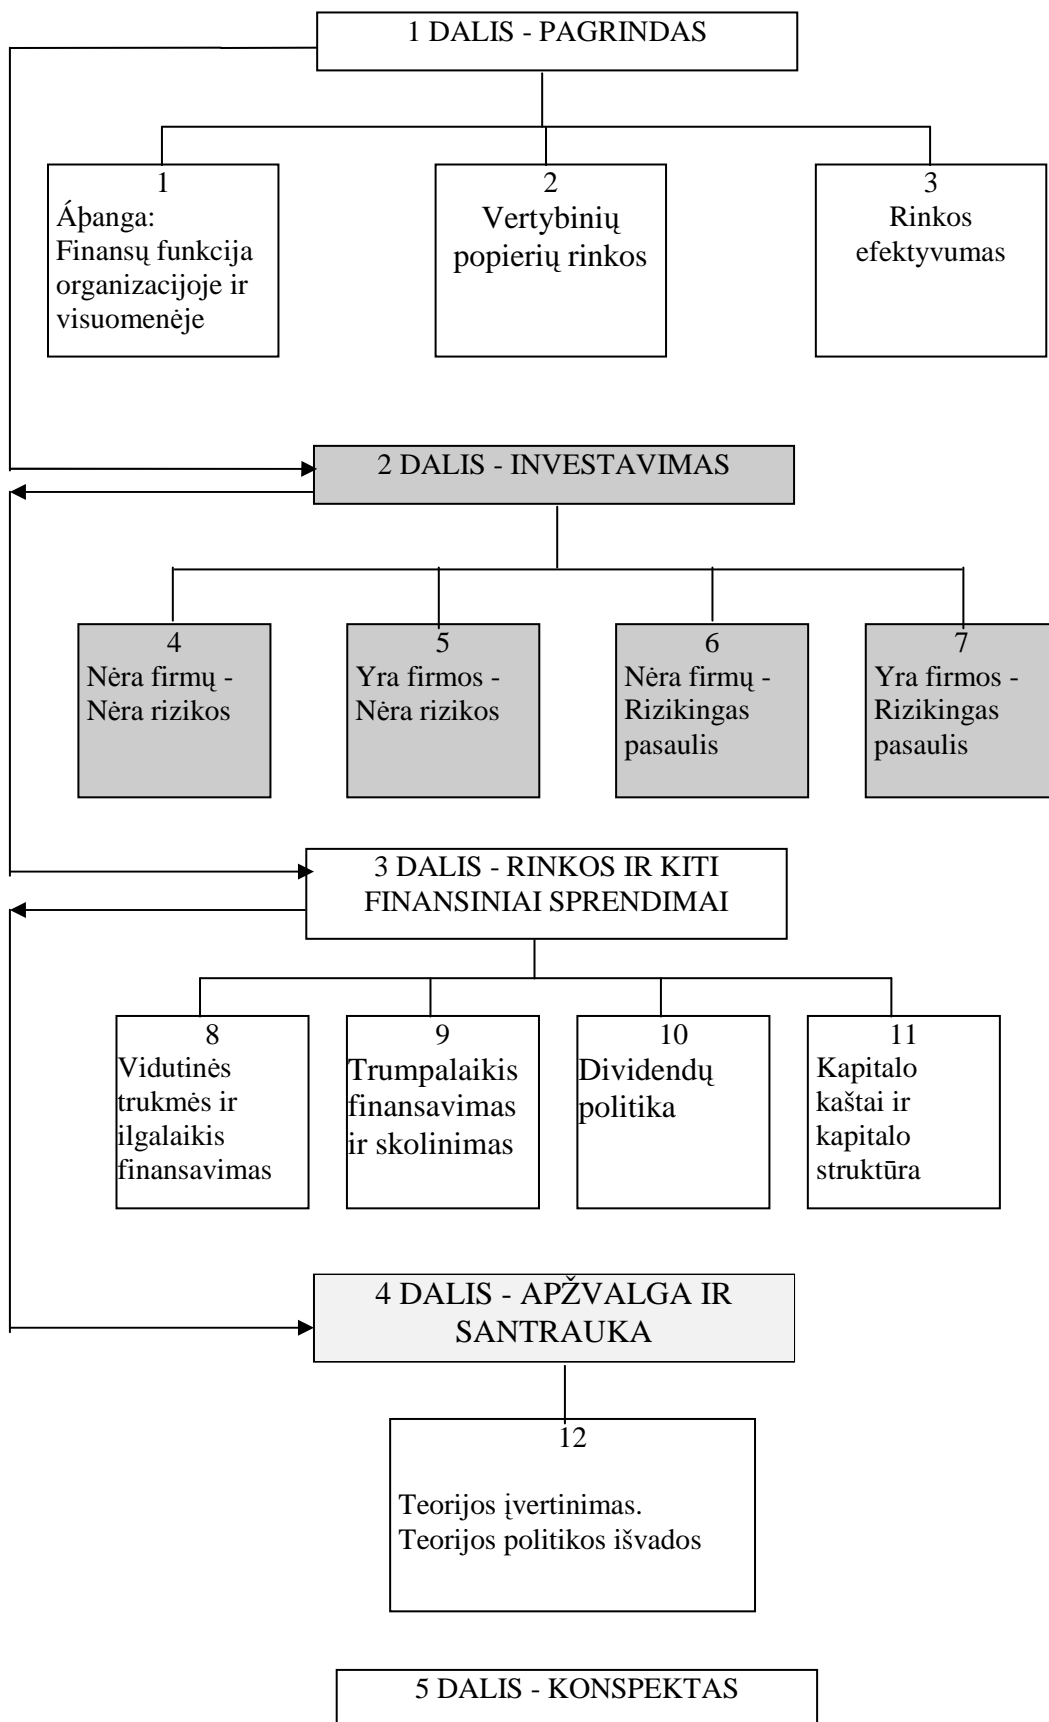 1 DALIS - PAGRINDAS
1
Áþanga:
Finansų funkcija
organizacijoje ir
visuomenėje
2
Vertybinių
popierių rinkos
3
Rinkos
efektyvumas
2 DALIS - INVESTAVIMAS
4
Nėra firmų -
Nėra rizikos
5
Yra firmos -
Nėra rizikos
6
Nėra firmų -
Rizikingas
pasaulis
7
Yra firmos -
Rizikingas
pasaulis
3 DALIS - RINKOS IR KITI
FINANSINIAI SPRENDIMAI
8
Vidutinės
trukmės ir
ilgalaikis
finansavimas
9
Trumpalaikis
finansavimas
ir skolinimas
10
Dividendų
politika
11
Kapitalo
kaštai ir
kapitalo
struktūra
4 DALIS - APŽVALGA IR
SANTRAUKA
12
Teorijos įvertinimas.
Teorijos politikos išvados
5 DALIS - KONSPEKTAS